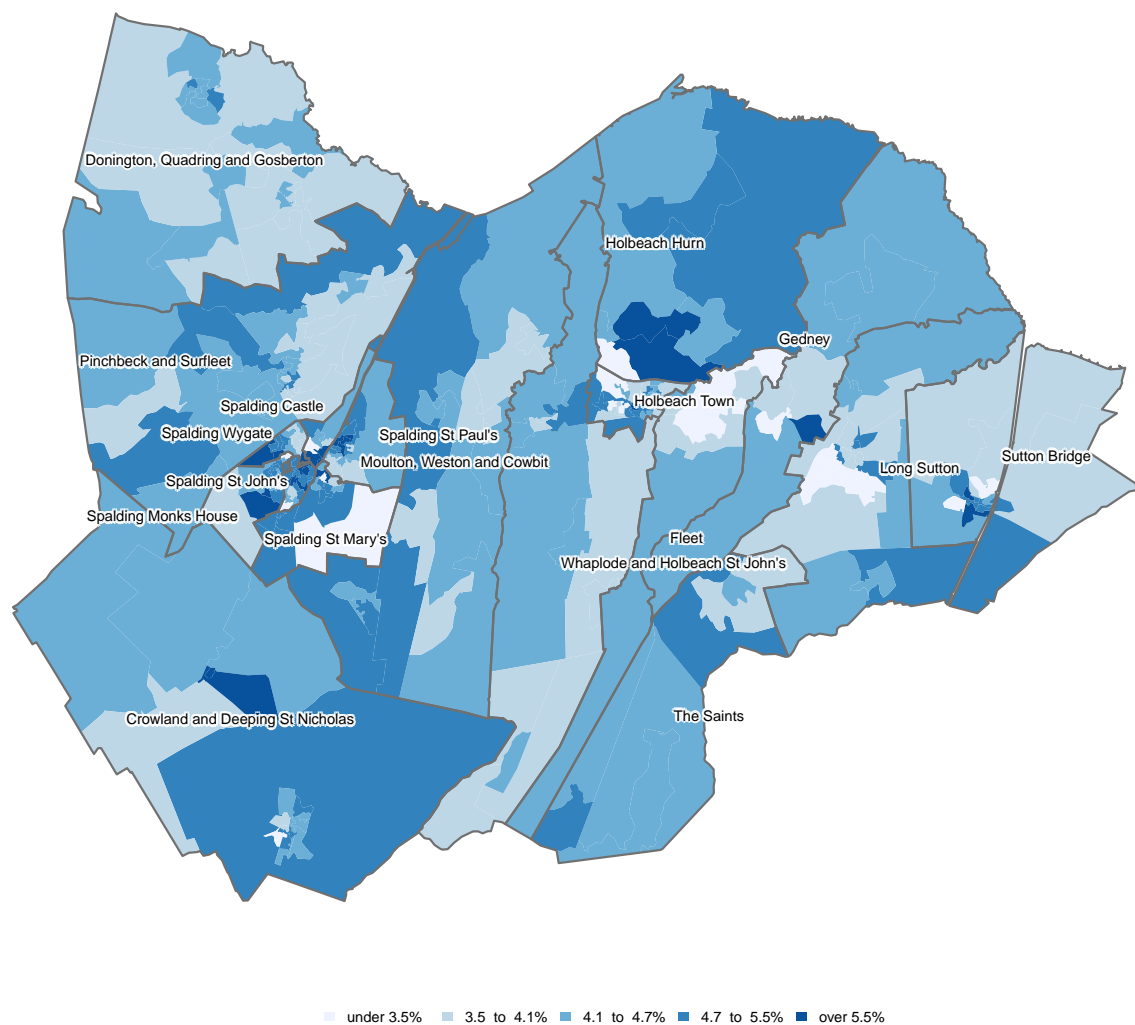 Donington, Quadring and Gosberton
Holbeach Hurn
Gedney
Pinchbeck and Surfleet
Spalding Castle
Holbeach Town
Spalding Wygate
Spalding St Paul's
Moulton, Weston and Cowbit
Sutton Bridge
Long Sutton
Spalding St John's
Spalding Monks House
Spalding St Mary's
Fleet
Whaplode and Holbeach St John's
The Saints
Crowland and Deeping St Nicholas
under 3.5% 3.5 to 4.1% 4.1 to 4.7% 4.7 to 5.5% over 5.5%